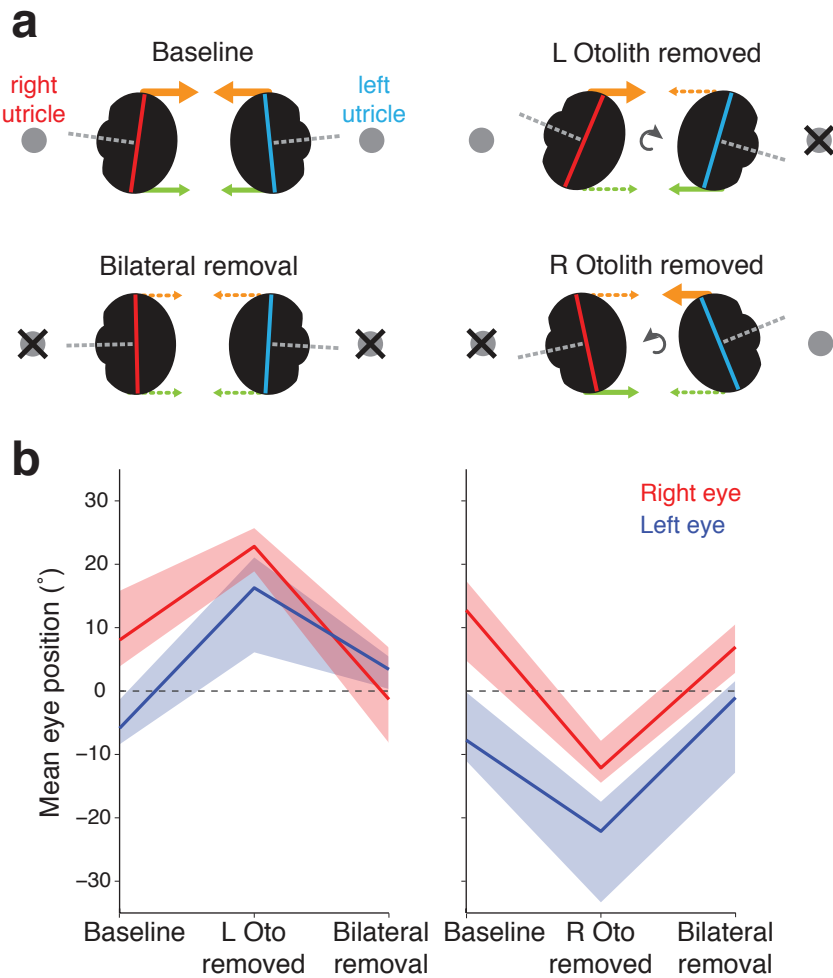 a
Baseline
L Otolith removed
right
utricle
left
utricle
Bilateral removal
R Otolith removed
b
Mean eye position (˚)
30
20
10
0
-10
-20
-30
Right eye
Left eye
Baseline
L Oto
removed
Bilateral
removal
Baseline
R Oto
removed
Bilateral
removal